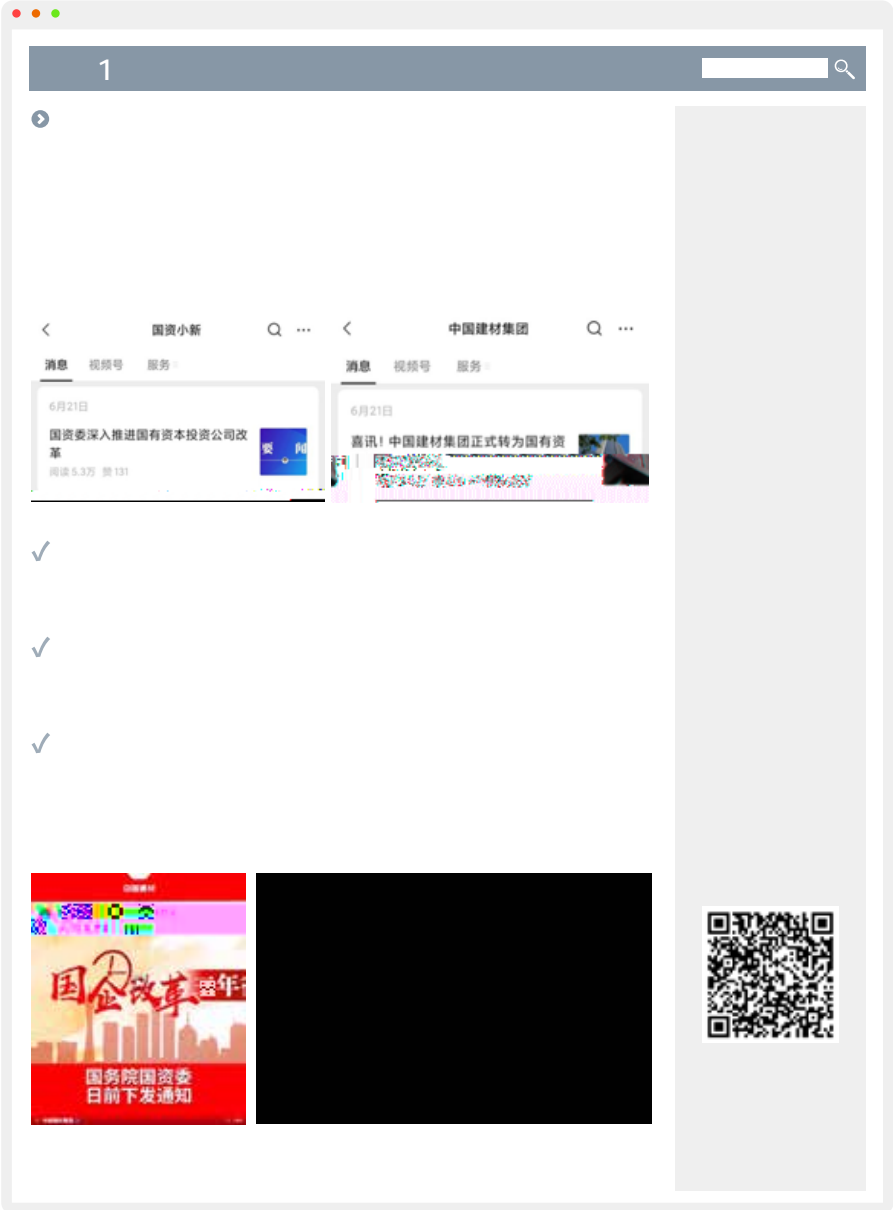 1
国资小新
消息 视频号 服务
6月21日
国资委深入推进国有资本投资公司改
革
阅读 5.3万 赞 131
要 闻
中国建材集团
消息 视频号 服务
6月21日
喜讯！中国建材集团正式转为国有资
国企改革
年
国务院国资委
日前下发通知